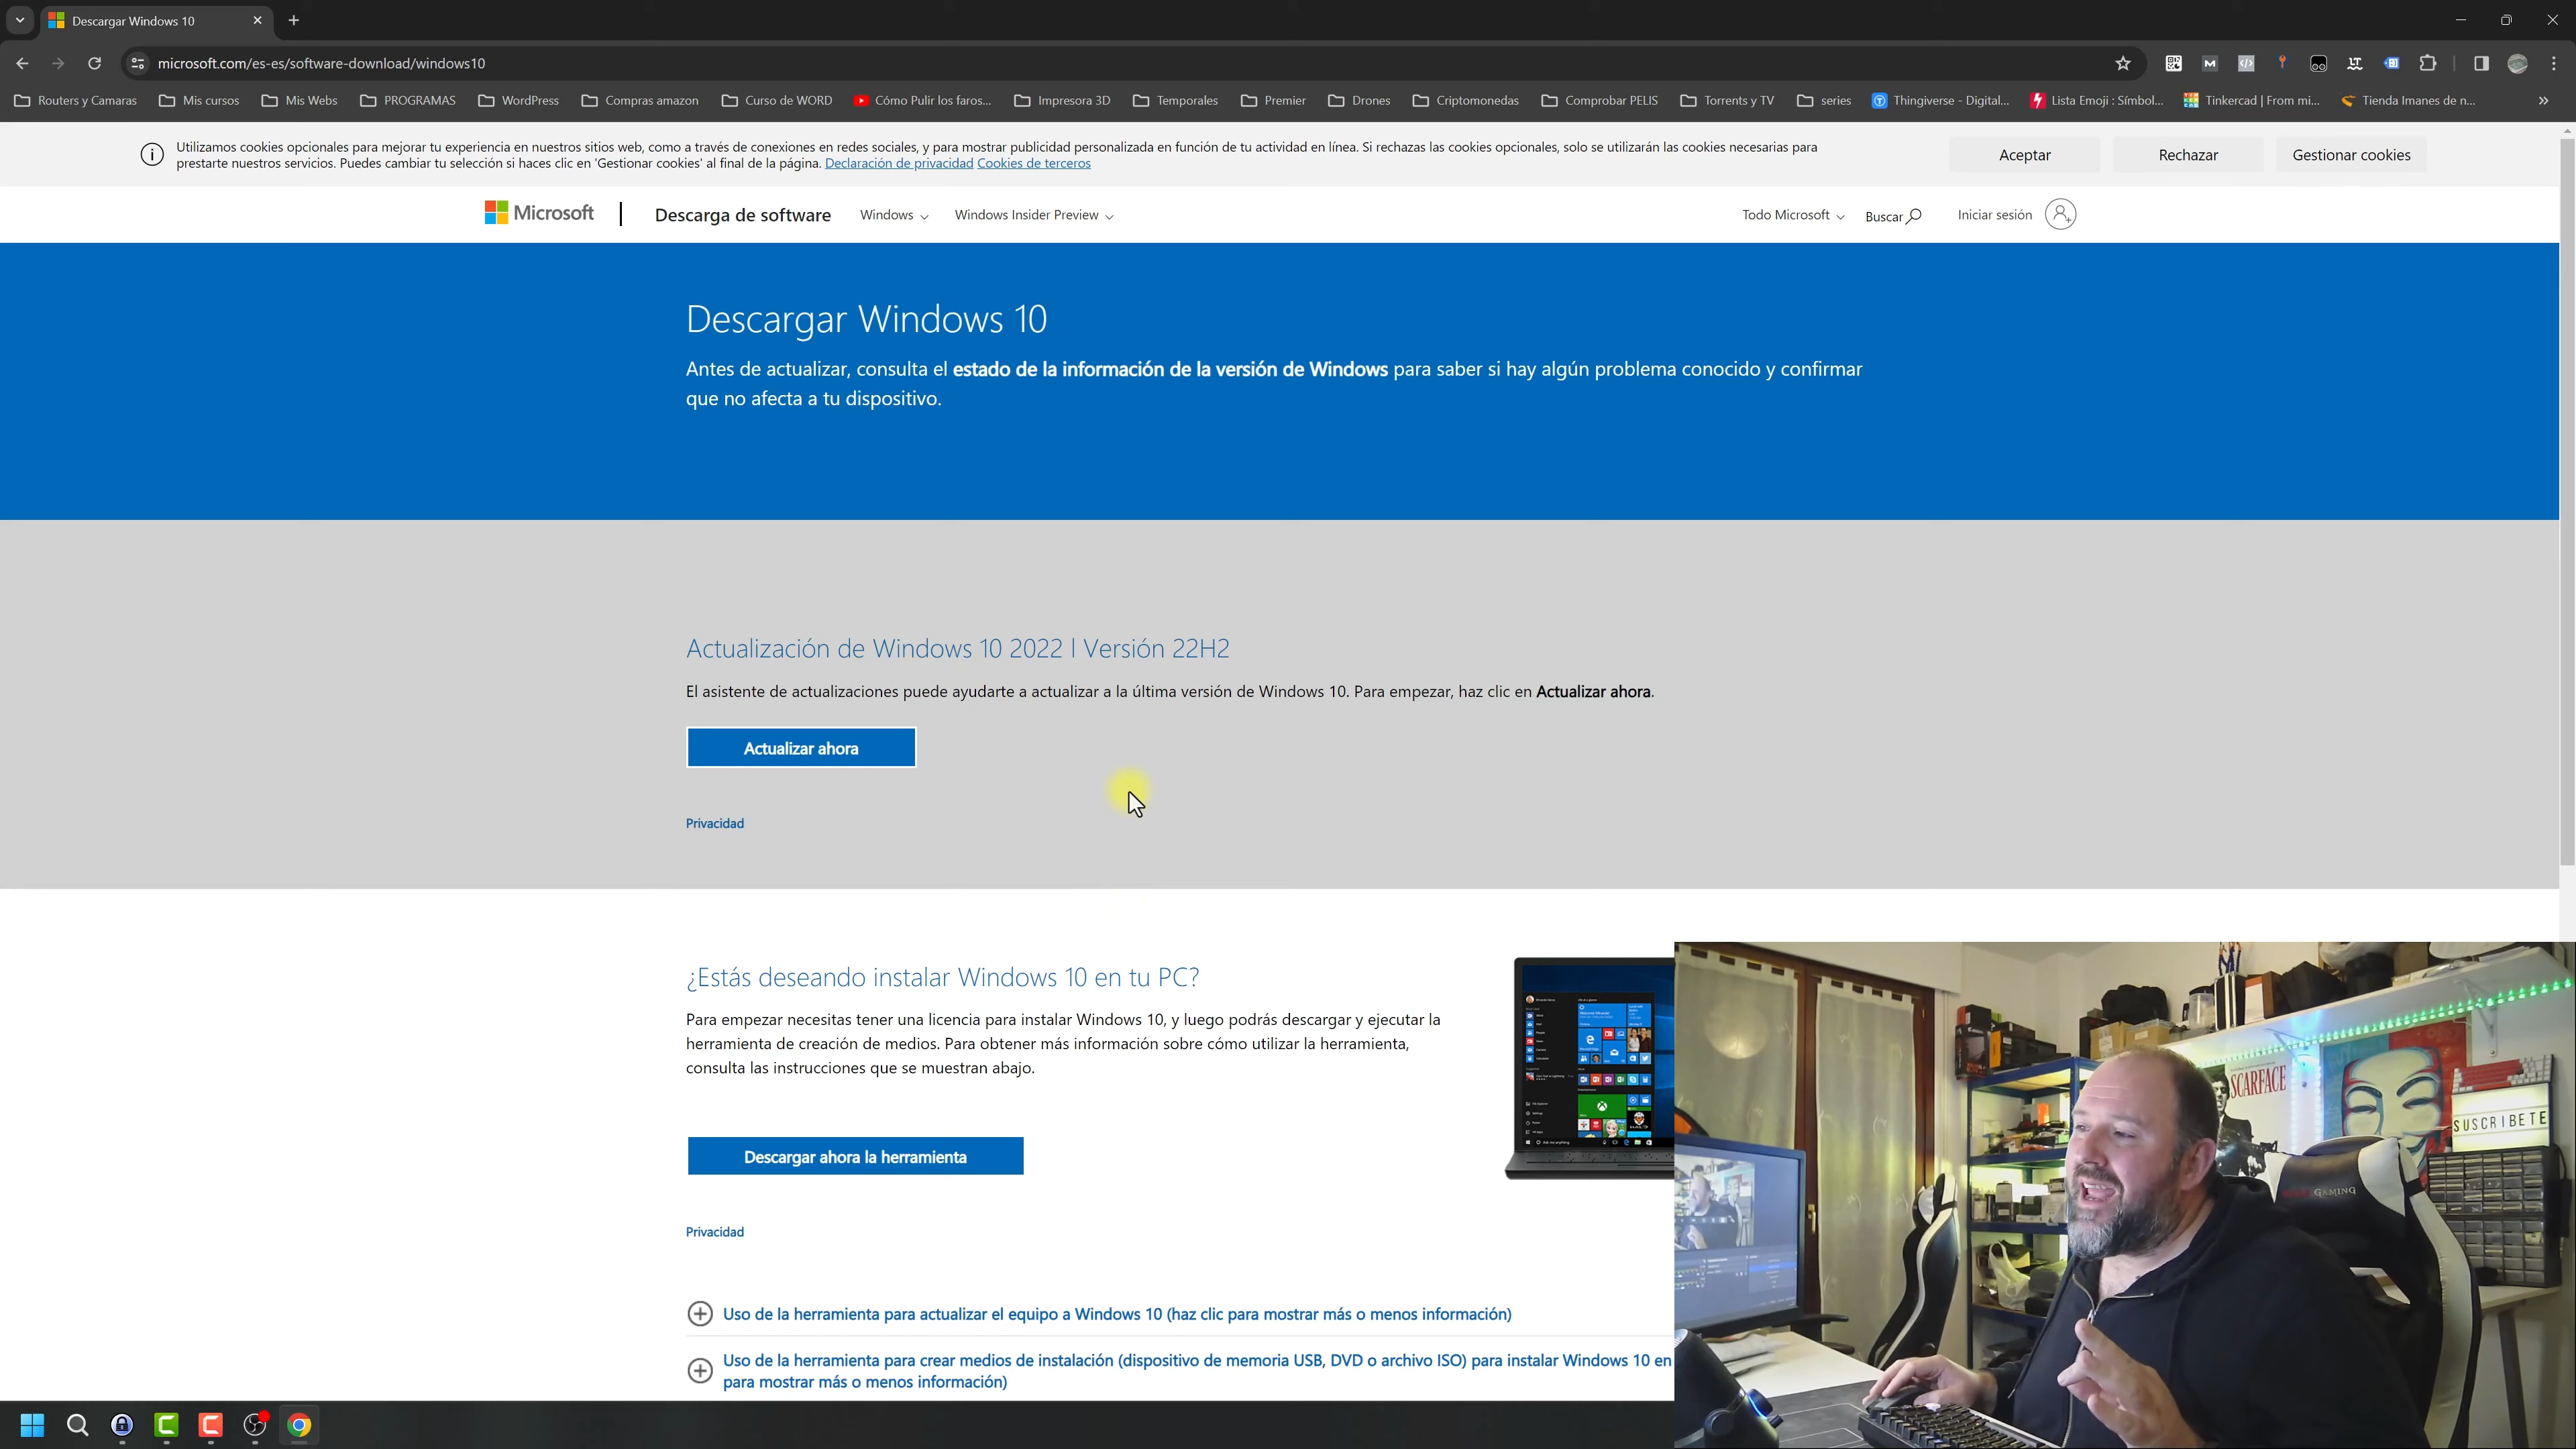 Descargar Windows 10
microsoft.com/es-es/software-download/windows10
Routers y Camaras
Mis cursos
Mis Webs
PROGRAMAS
WordPress
Compras amazon
Curso de WORD
Cómo Pulir los faros...
Impresora 3D
Temporales
Premier
Drones
Criptomonedas
Comprobar PELIS
Torrents y TV
series
Thingiverse - Digital...
Lista Emoji : Símbol...
Tinkercad | From mi...
Tienda Imanes de n...
Utilizamos cookies opcionales para mejorar tu experiencia en nuestros sitios web, como a través de conexiones en redes sociales, y para mostrar publicidad personalizada en función de tu actividad en línea. Si rechazas las cookies opcionales, solo se utilizarán las cookies necesarias para
prestarte nuestros servicios. Puedes cambiar tu selección si haces clic en 'Gestionar cookies' al final de la página. Declaración de privacidad Cookies de terceros
Aceptar
Rechazar
Gestionar cookies
Microsoft
Descarga de software
Windows
Windows Insider Preview
Todo Microsoft
Buscar
Iniciar sesión
Descargar Windows 10
Antes de actualizar, consulta el estado de la información de la versión de Windows para saber si hay algún problema conocido y confirmar
que no afecta a tu dispositivo.
Actualización de Windows 10 2022 | Versión 22H2
El asistente de actualizaciones puede ayudarte a actualizar a la última versión de Windows 10. Para empezar, haz clic en Actualizar ahora.
Actualizar ahora
Privacidad
¿Estás deseando instalar Windows 10 en tu PC?
Para empezar necesitas tener una licencia para instalar Windows 10, y luego podrás descargar y ejecutar la
herramienta de creación de medios. Para obtener más información sobre cómo utilizar la herramienta,
consulta las instrucciones que se muestran abajo.
Descargar ahora la herramienta
Privacidad
Uso de la herramienta para actualizar el equipo a Windows 10 (haz clic para mostrar más o menos información)
Uso de la herramienta para crear medios de instalación (dispositivo de memoria USB, DVD o archivo ISO) para instalar Windows 10 en
para mostrar más o menos información)
SCARFACE
SUSCRIBETE
GAMING